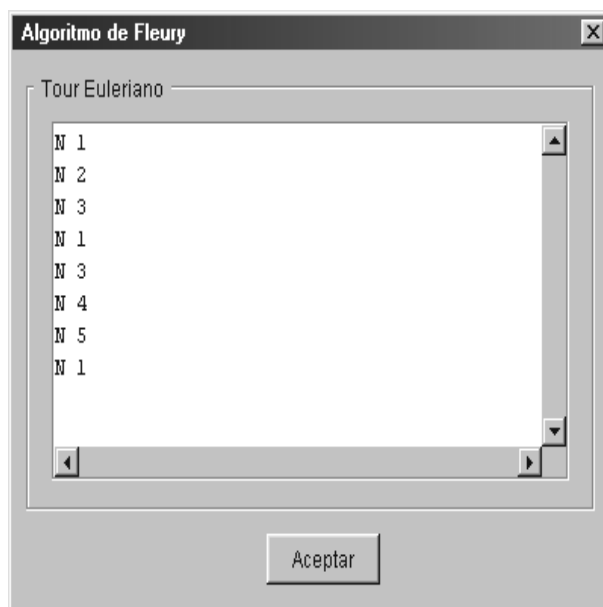 Algoritmo de Fleury
Tour Euleriano
N 1
N 2
N 3
N 1
N 3
N 4
N 5
N 1
Aceptar